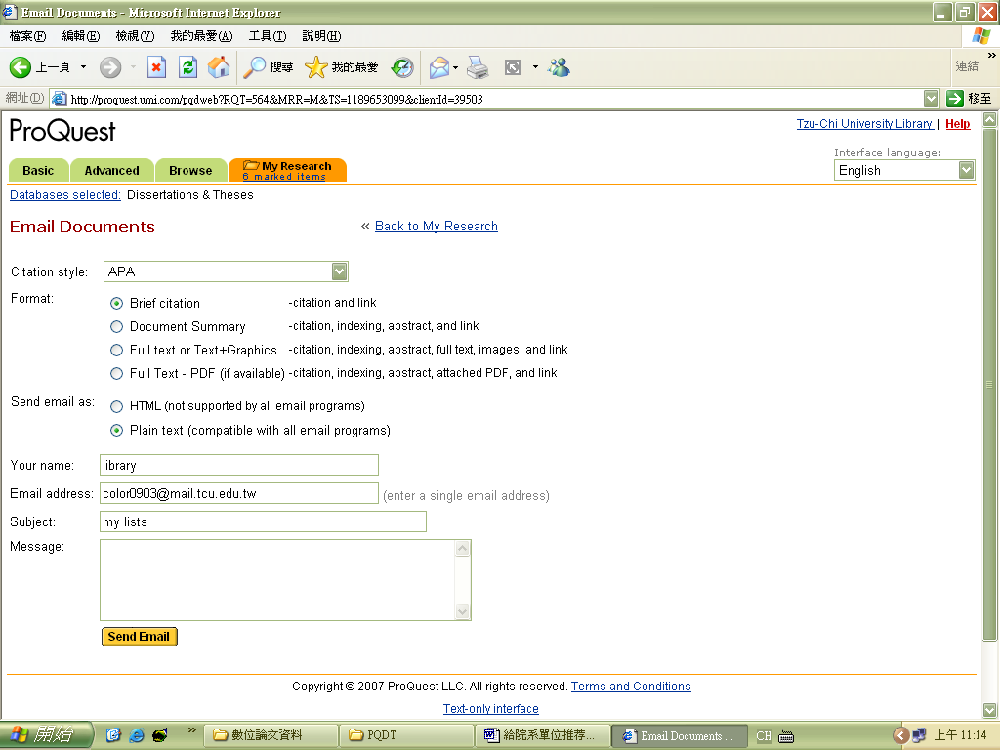 Email Documents - Microsoft Internet Explorer
檔案(F) 編輯(E) 檢視(V) 我的最愛(A) 工具(T) 說明(H)
上一頁 搜尋 我的最愛 連結 »
網址(D) http://proquest.umi.com/pqdweb?RQT=564&MRR=M&TS=1189653099&clientId=39503 移至
ProQuest
Tzu-Chi University Library | Help
Interface language:
English
Basic Advanced Browse My Research
6 marked items
Databases selected: Dissertations & Theses
Email Documents « Back to My Research
Citation style: APA
Format: Brief citation -citation and link
Document Summary -citation, indexing, abstract, and link
Full text or Text+Graphics -citation, indexing, abstract, full text, images, and link
Full Text - PDF (if available) -citation, indexing, abstract, attached PDF, and link
Send email as: HTML (not supported by all email programs)
Plain text (compatible with all email programs)
Your name: library
Email address: color0903@mail.tcu.edu.tw (enter a single email address)
Subject: my lists
Message:
Send Email
Copyright © 2007 ProQuest LLC. All rights reserved. Terms and Conditions
Text-only interface
開始 » 數位論文資料 PQDT 給院系單位推荐... Email Documents ... CH 上午 11:14